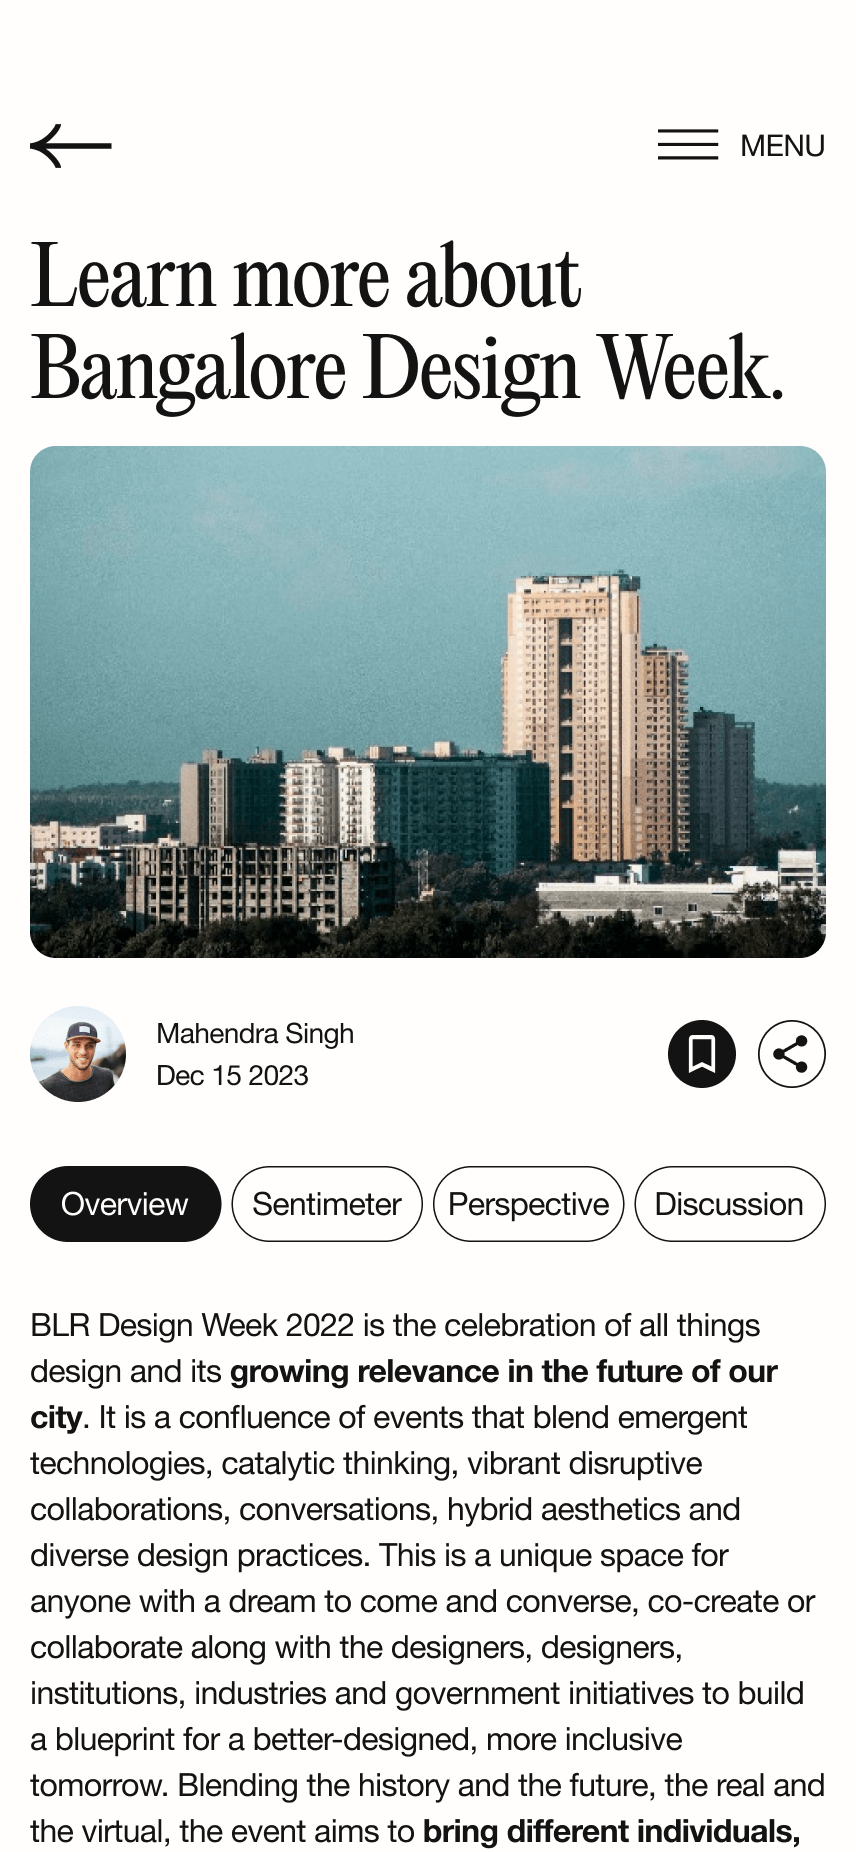 MENU
Learn more about
Bangalore Design Week.
Mahendra Singh
Dec 15 2023
Overview
Sentimeter
Perspective
Discussion
BLR Design Week 2022 is the celebration of all things
design and its growing relevance in the future of our
city. It is a confluence of events that blend emergent
technologies, catalytic thinking, vibrant disruptive
collaborations, conversations, hybrid aesthetics and
diverse design practices. This is a unique space for
anyone with a dream to come and converse, co-create or
collaborate along with the designers, designers,
institutions, industries and government initiatives to build
a blueprint for a better-designed, more inclusive
tomorrow. Blending the history and the future, the real and
the virtual, the event aims to bring different individuals,